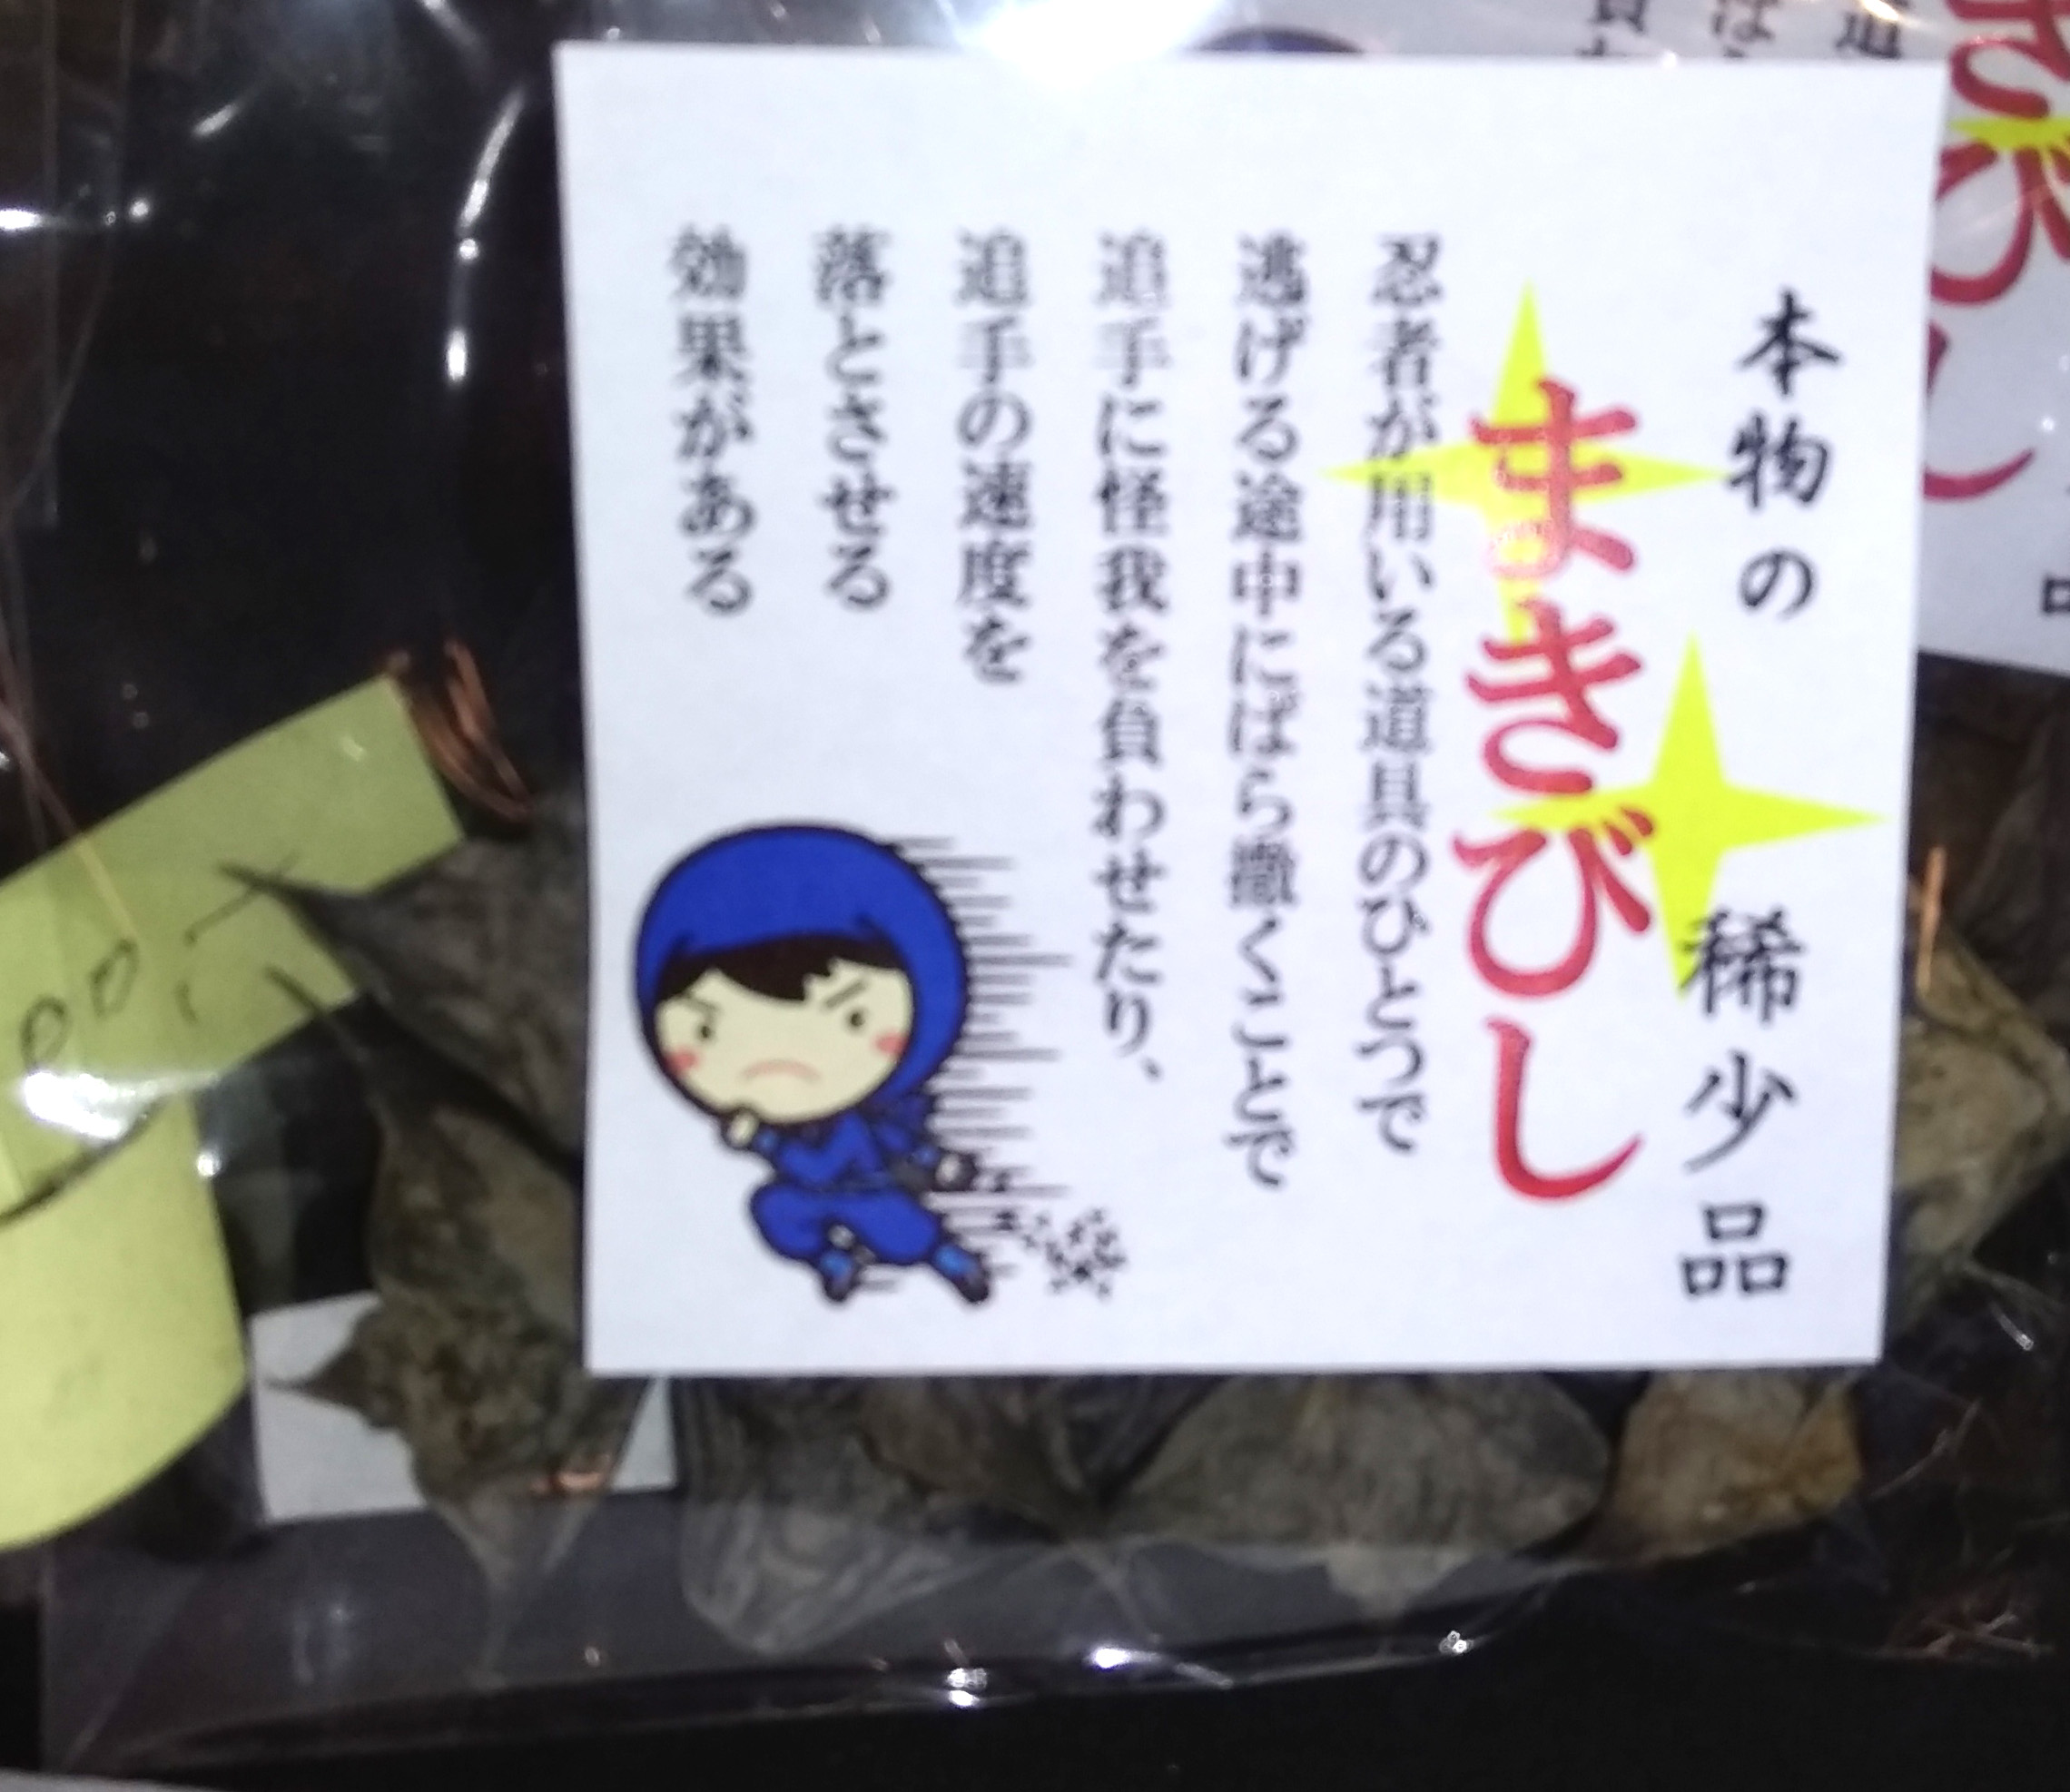 本物の
まきびし
稀少品
忍者が用いる道具のひとつで
逃げる途中にばら撒くことで
追手に怪我を負わせたり、
追手の速度を
落とさせる
効果がある